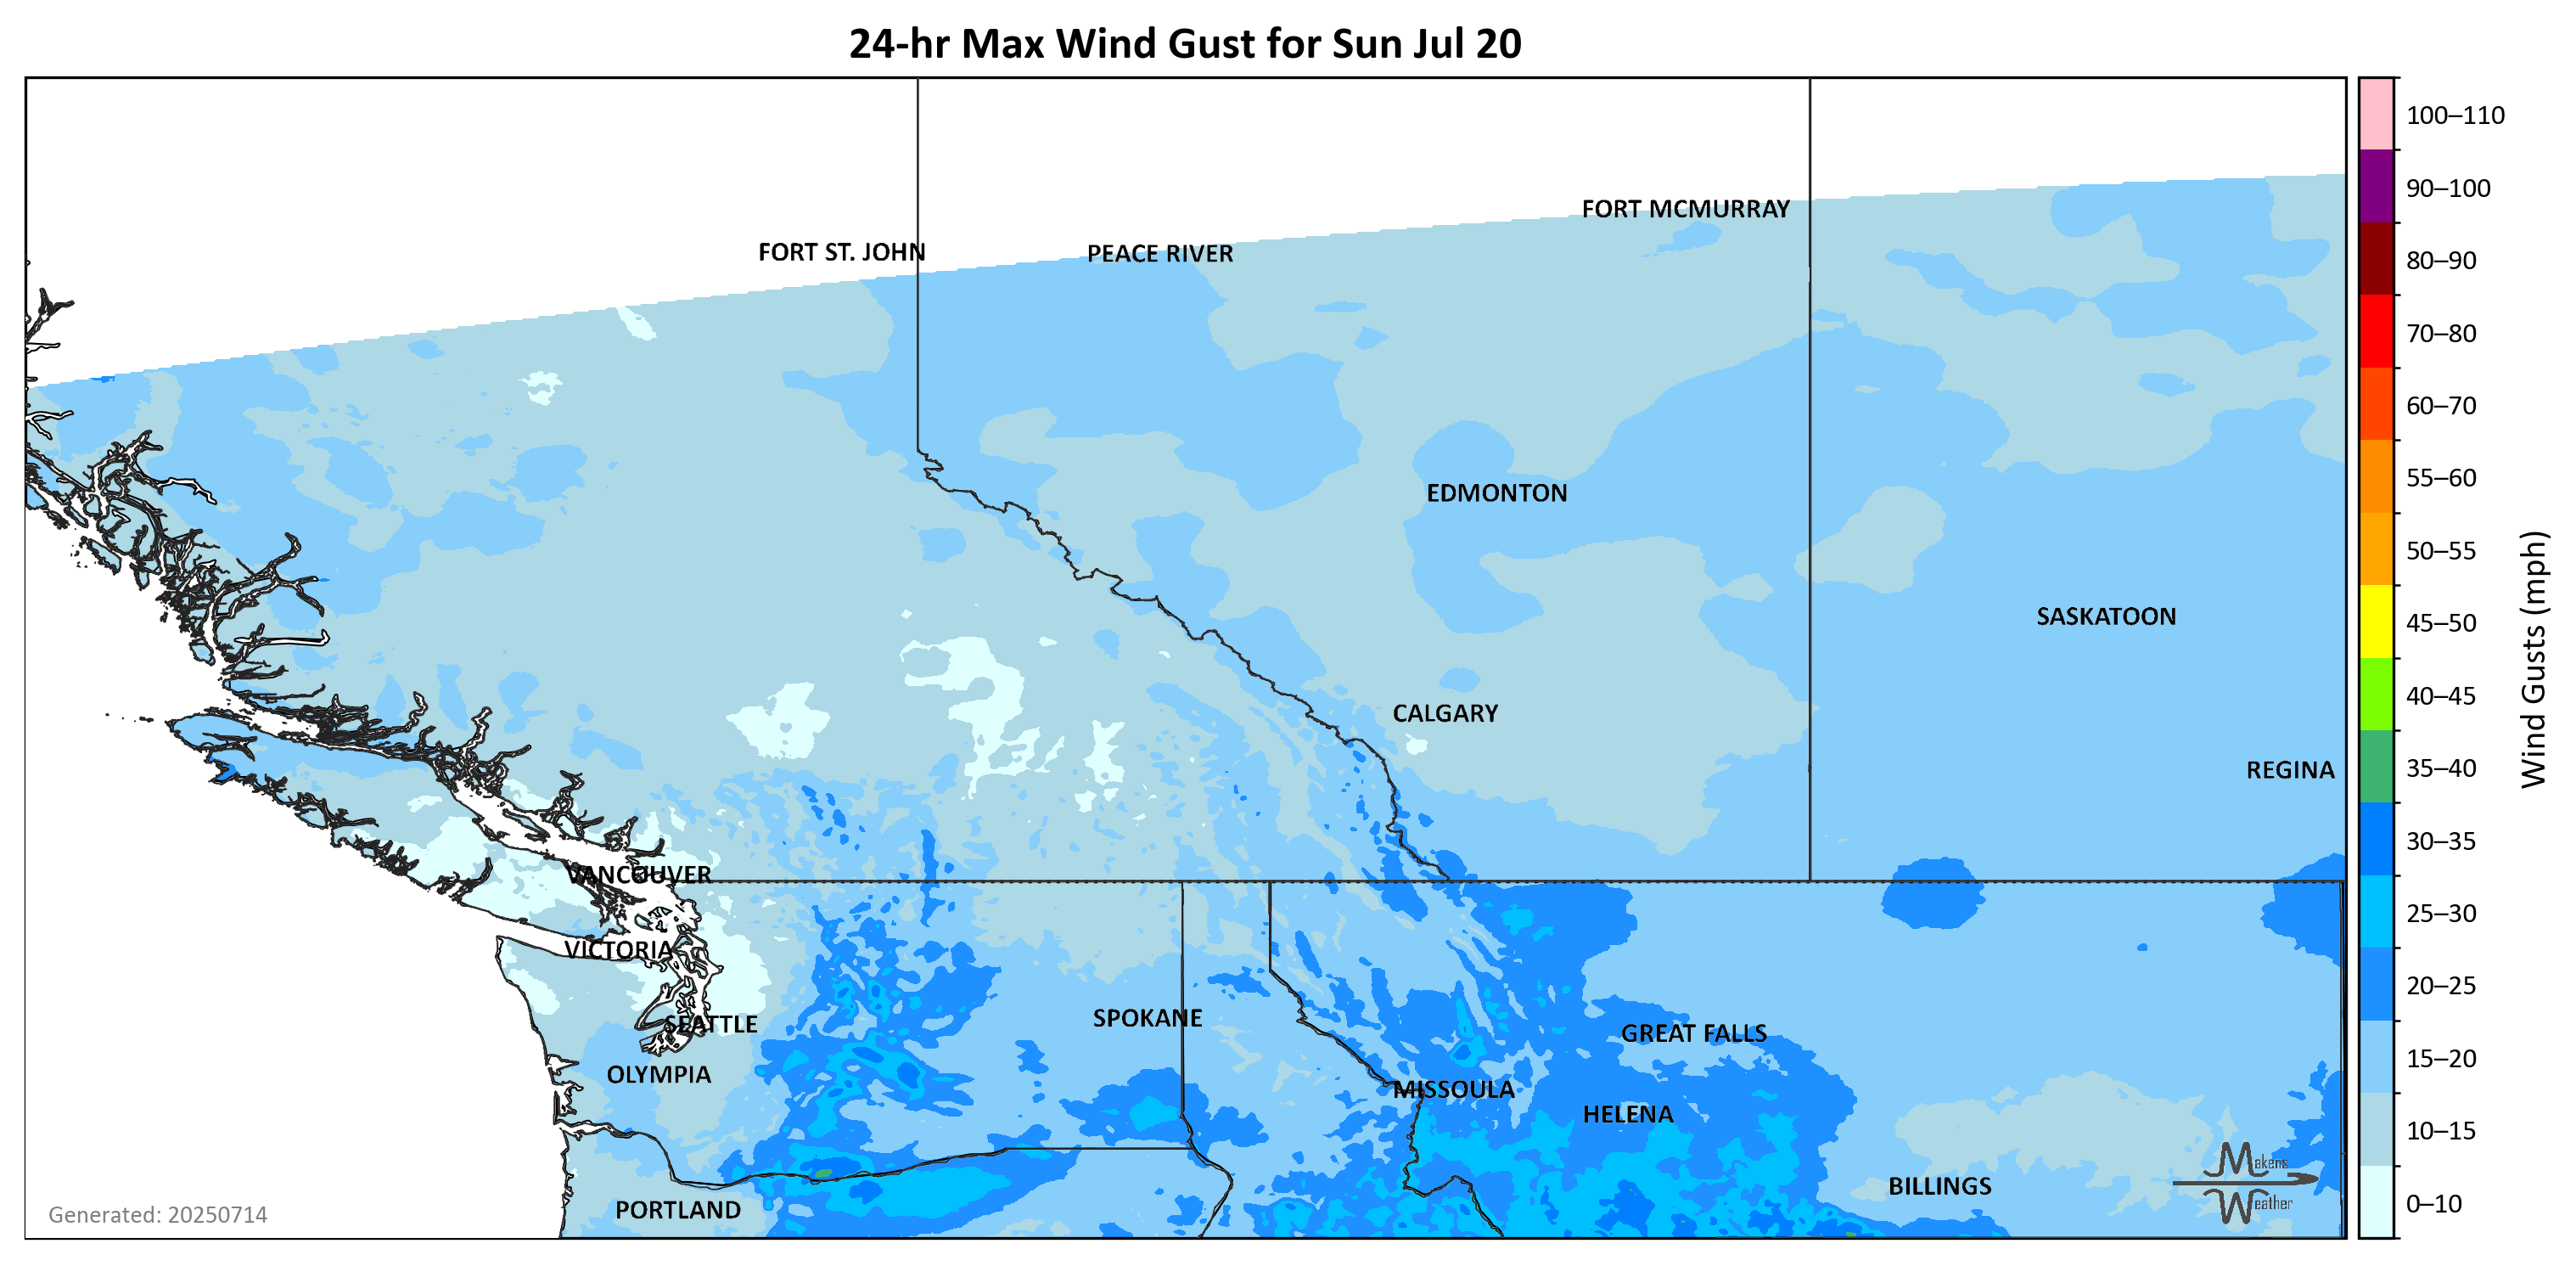 24-hr Max Wind Gust for Sun Jul 20
100–110
90–100
80–90
70–80
60–70
55–60
50–55
45–50
40–45
35–40
30–35
25–30
20–25
15–20
10–15
0–10
Wind Gusts (mph)
FORT MCMURRAY
FORT ST. JOHN
PEACE RIVER
EDMONTON
SASKATOON
CALGARY
REGINA
VANCOUVER
VICTORIA
SEATTLE
SPOKANE
GREAT FALLS
OLYMPIA
MISSOULA
HELENA
BILLINGS
PORTLAND
Makens
Weather
Generated: 20250714